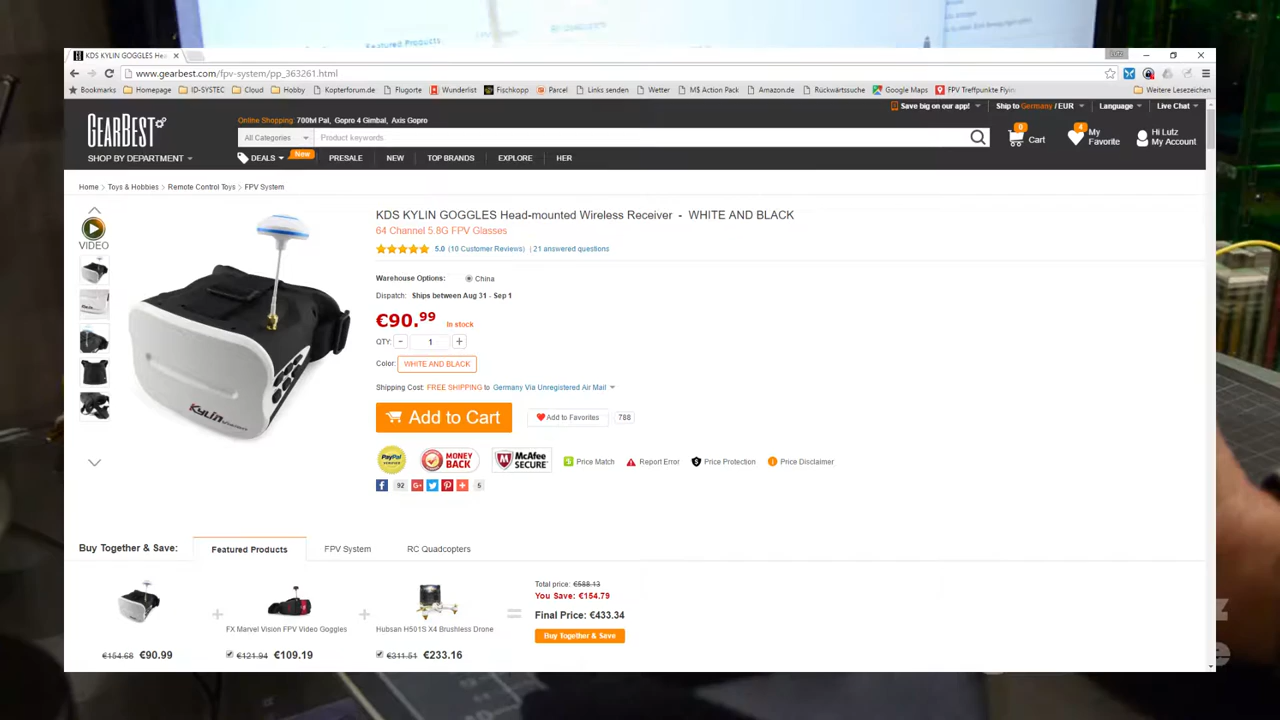 Featured Products
KDS KYLIN GOGGLES Hea
www.gearbest.com/fpv-system/pp_363261.html
Bookmarks Homepage ID-SYSTEC Cloud Hobby Kopterforum.de Flugorte Wunderlist Fischkopp Parcel Links senden Wetter M$ Action Pack Amazon.de Rückwärtssuche Google Maps FPV Treffpunkte Flyin Weitere Lesezeichen
Online Shopping: 700tvl Pal, Gopro 4 Gimbal, Axis Gopro
Save big on our app! Ship to Germany / EUR Language Live Chat
GEARBEST
SHOP BY DEPARTMENT
All Categories Product keywords.
0 Cart
4 My Favorite
Hi Lutz
My Account
DEALS New PRESALE NEW TOP BRANDS EXPLORE HER
Home > Toys & Hobbies > Remote Control Toys > FPV System
VIDEO
KYLIN
KDS KYLIN GOGGLES Head-mounted Wireless Receiver - WHITE AND BLACK
64 Channel 5.8G FPV Glasses
5.0 (10 Customer Reviews) | 21 answered questions
Warehouse Options: China
Dispatch: Ships between Aug 31 - Sep 1
€90.99 In stock
QTY: - 1 +
Color: WHITE AND BLACK
Shipping Cost: FREE SHIPPING to Germany Via Unregistered Air Mail
Add to Cart Add to Favorites 788
PayPal VERIFIED MONEY BACK McAfee SECURE Price Match Report Error Price Protection Price Disclaimer
f 92 G+ 5
Buy Together & Save: Featured Products FPV System RC Quadcopters
+ + =
FX Marvel Vision FPV Video Goggles
Hubsan H501S X4 Brushless Drone
€154.68 €90.99 €121.94 €109.19 €311.51 €233.16
Total price: €588.13
You Save: €154.79
Final Price: €433.34
Buy Together & Save